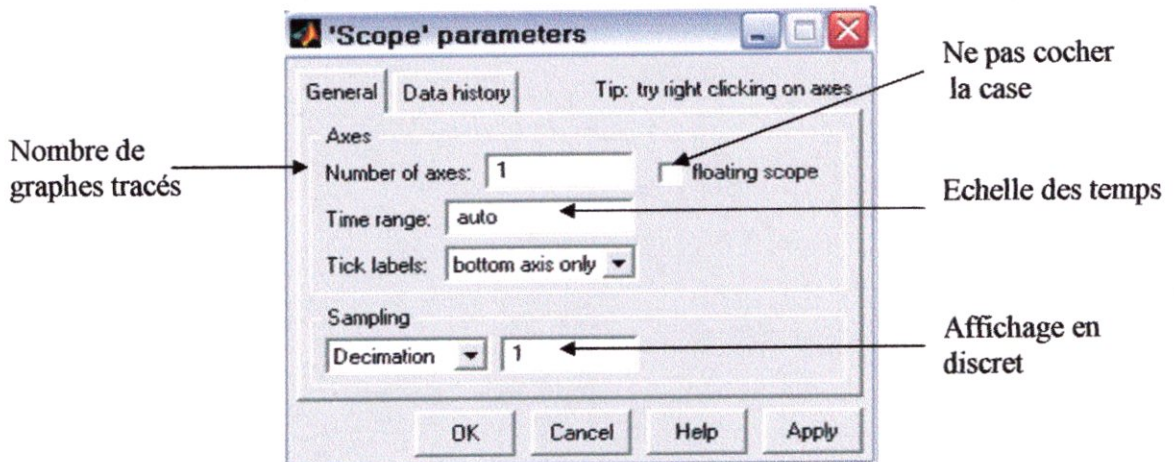 'Scope' parameters
Ne pas cocher
la case
General
Data history
Tip: try right clicking on axes
Axes
Nombre de
graphes tracés
Number of axes: 1
floating scope
Echelle des temps
Time range: auto
Tick labels: bottom axis only
Sampling
Decimation 1
Affichage en
discret
OK
Cancel
Help
Apply